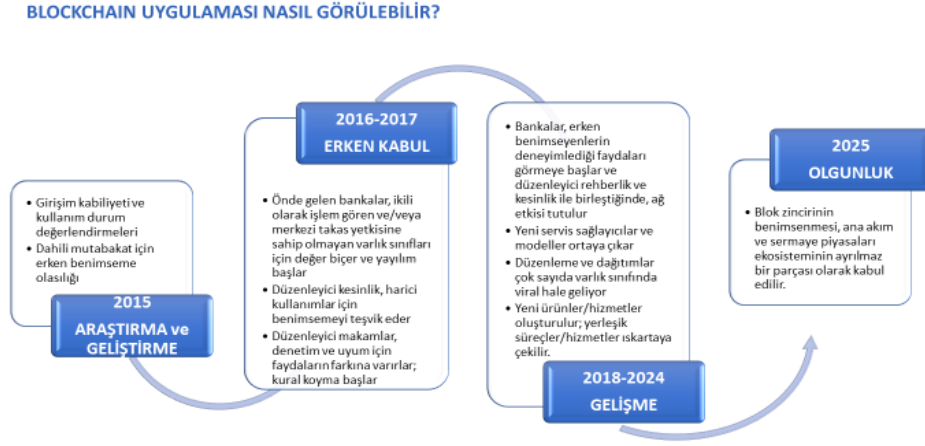 BLOCKCHAIN UYGULAMASI NASIL GÖRÜLEBİLİR?
• Girişim kabiliyeti ve
kullanım durum
değerlendirmeleri
• Dahili mutabakat için
erken benimseme
olasılığı
2015
ARAŞTIRMA ve
GELİŞTİRME
2016-2017
ERKEN KABUL
• Önde gelen bankalar, ikili
olarak işlem gören ve/veya
merkezi takas yetkisine
sahip olmayan varlık sınıfları
için değer biçer ve yayılım
başlar
• Düzenleyici kesinlik, harici
kullanımlar için
benimsemeyi teşvik eder
• Düzenleyici makamlar,
denetim ve uyum için
faydaların farkına varırlar;
kural koyma başlar
• Bankalar, erken
benimseyenlerin
deneyimlediği faydaları
görmeye başlar ve
düzenleyici rehberlik ve
kesinlik ile birleştiğinde, ağ
etkisi tutulur
• Yeni servis sağlayıcılar ve
modeller ortaya çıkar
• Düzenleme ve dağıtımlar
çok sayıda varlık sınıfında
viral hale geliyor
• Yeni ürünler/hizmetler
oluşturulur; yerleşik
süreçler/hizmetler ıskartaya
çekilir.
2018-2024
GELİŞME
2025
OLGUNLUK
• Blok zincirinin
benimsenmesi, ana akım
ve sermaye piyasaları
ekosisteminin ayrılmaz
bir parçası olarak kabul
edilir.